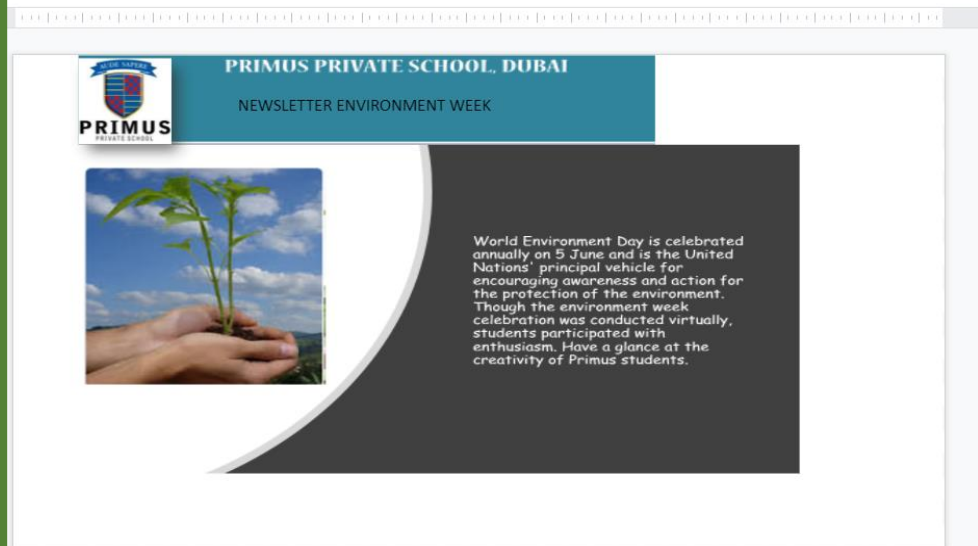 AUDE SAPERE
PRIMUS
PRIVATE SCHOOL
PRIMUS PRIVATE SCHOOL, DUBAI
NEWSLETTER ENVIRONMENT WEEK
World Environment Day is celebrated
annually on 5 June and is the United
Nations' principal vehicle for
encouraging awareness and action for
the protection of the environment.
Though the environment week
celebration was conducted virtually,
students participated with
enthusiasm. Have a glance at the
creativity of Primus students.